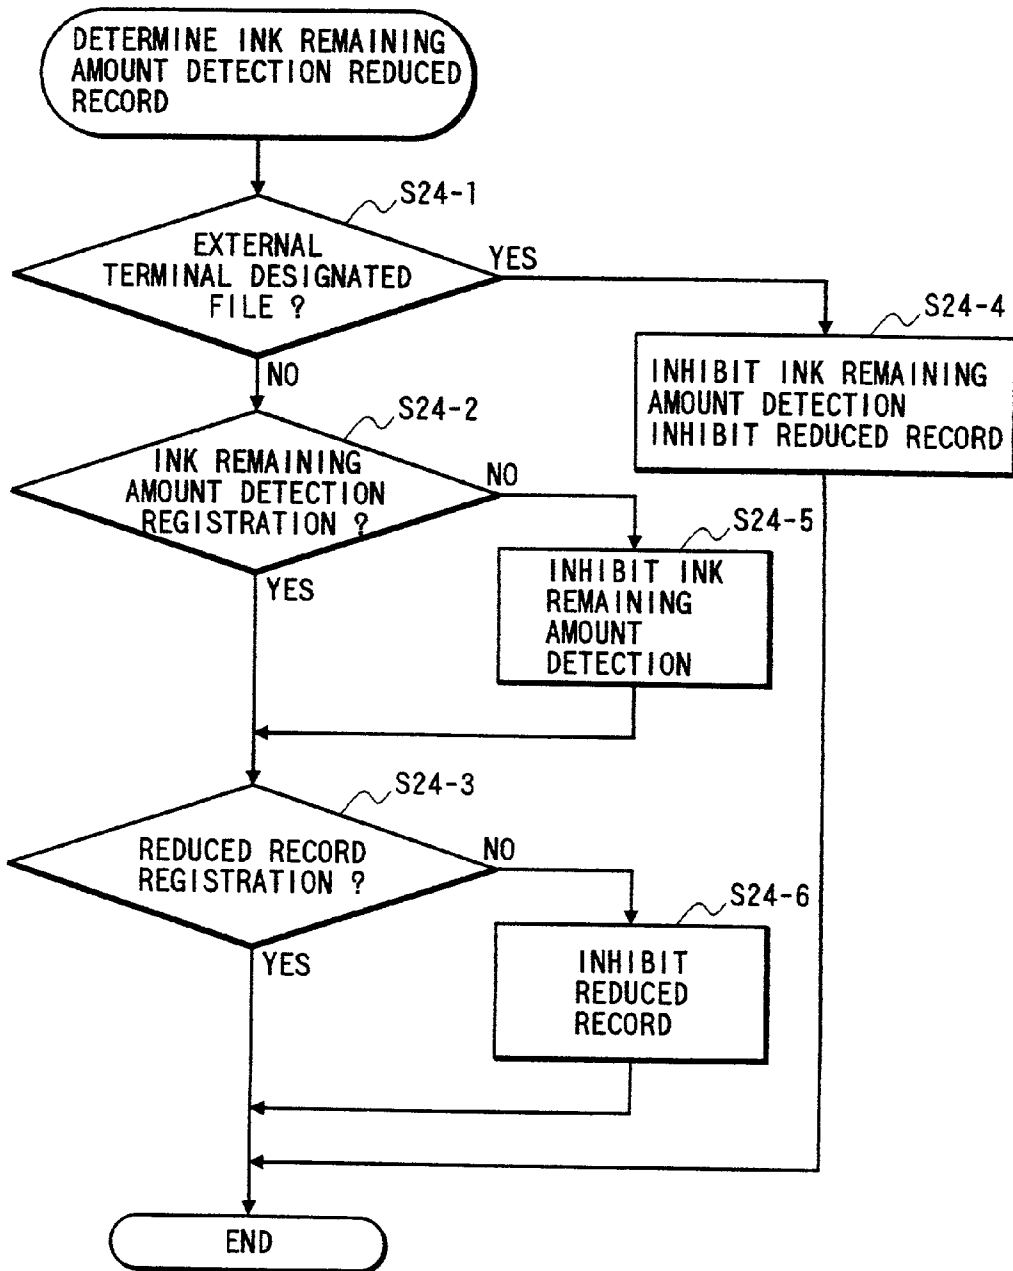 DETERMINE INK REMAINING
AMOUNT DETECTION REDUCED
RECORD
S24-1
EXTERNAL
TERMINAL DESIGNATED
FILE ?
YES
NO
S24-4
INHIBIT INK REMAINING
AMOUNT DETECTION
INHIBIT REDUCED RECORD
S24-2
INK REMAINING
AMOUNT DETECTION
REGISTRATION ?
NO
YES
S24-5
INHIBIT INK
REMAINING
AMOUNT
DETECTION
S24-3
REDUCED RECORD
REGISTRATION ?
NO
YES
S24-6
INHIBIT
REDUCED
RECORD
END